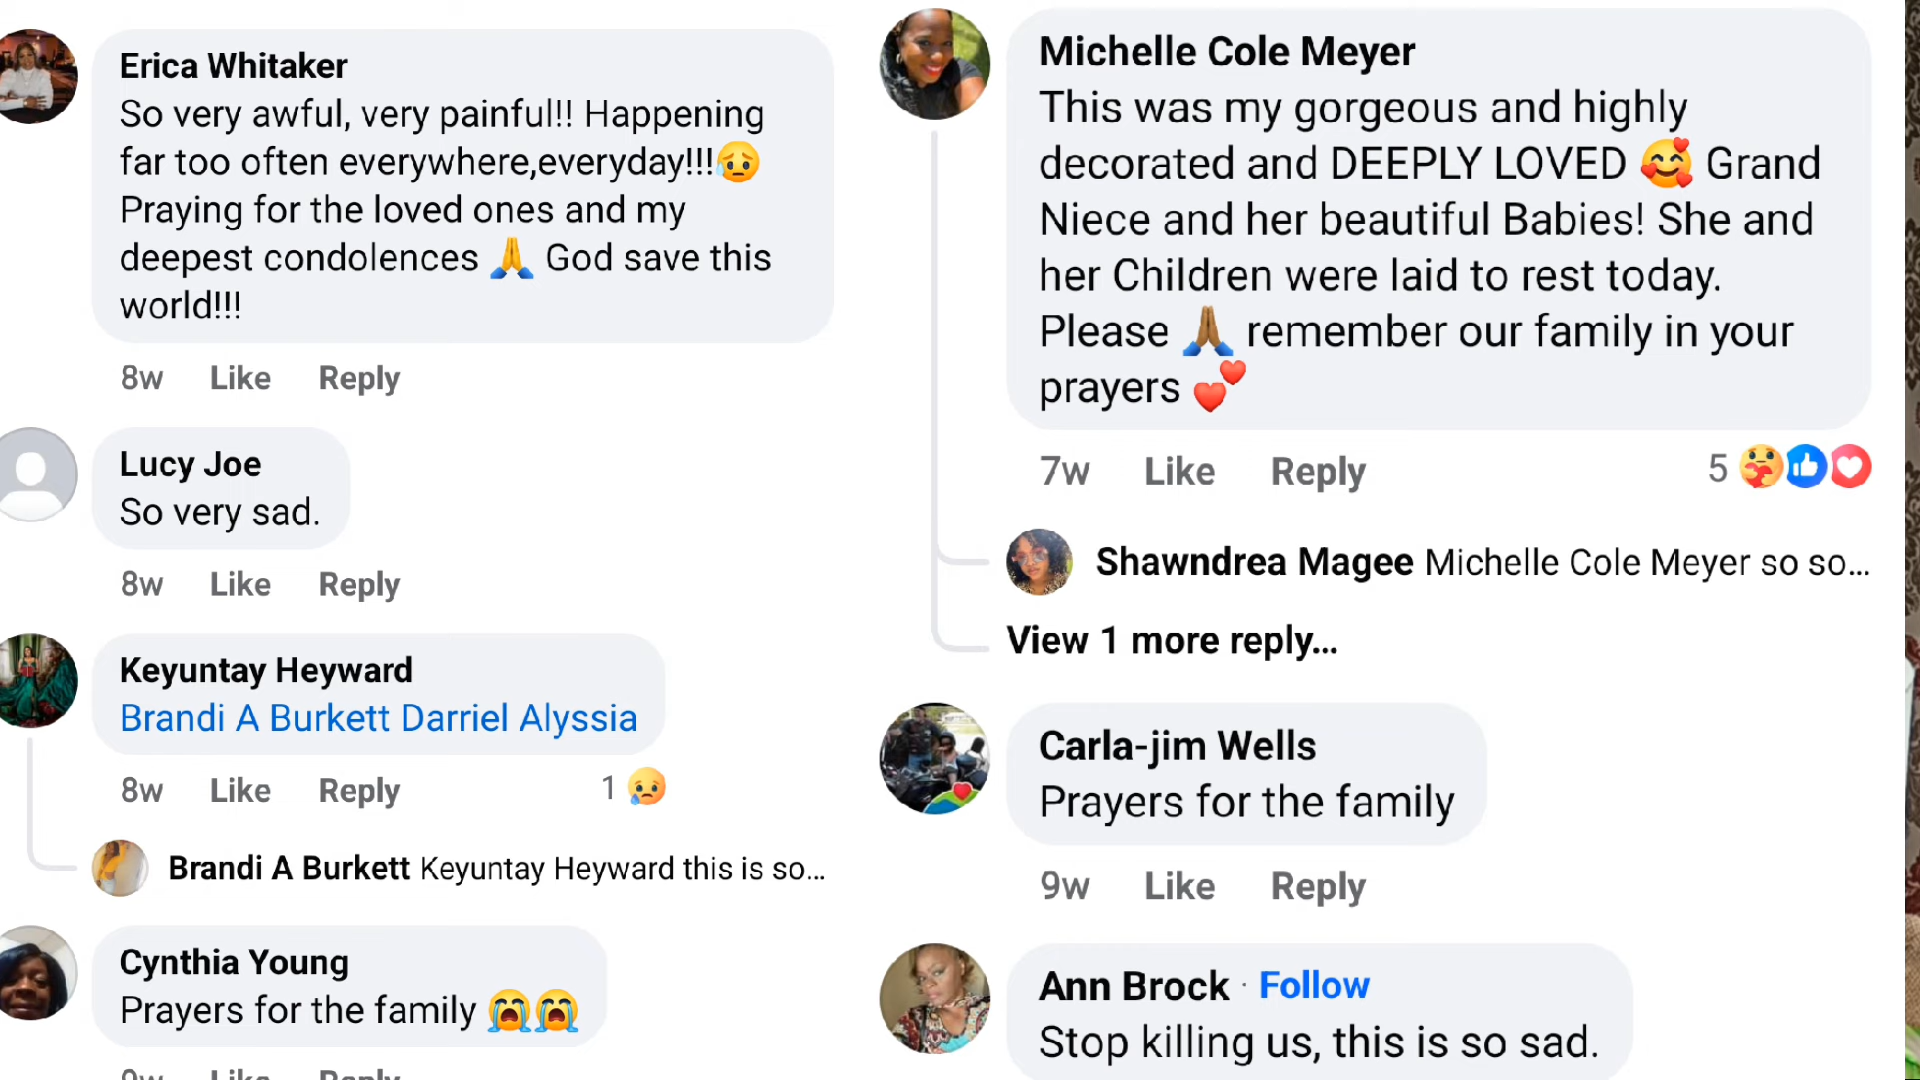 Erica Whitaker
So very awful, very painful!! Happening
far too often everywhere,everyday!!!😥
Praying for the loved ones and my
deepest condolences 🙏 God save this
world!!!
8w Like Reply
Lucy Joe
So very sad.
8w Like Reply
Keyuntay Heyward
Brandi A Burkett Darriel Alyssia
8w Like Reply 1 😢
Brandi A Burkett Keyuntay Heyward this is so...
Cynthia Young
Prayers for the family 😭😭
9w Like Reply
Michelle Cole Meyer
This was my gorgeous and highly
decorated and DEEPLY LOVED 🥰 Grand
Niece and her beautiful Babies! She and
her Children were laid to rest today.
Please 🙏🏾 remember our family in your
prayers 💕
7w Like Reply 5
Shawndrea Magee Michelle Cole Meyer so so...
View 1 more reply...
Carla-jim Wells
Prayers for the family
9w Like Reply
Ann Brock · Follow
Stop killing us, this is so sad.